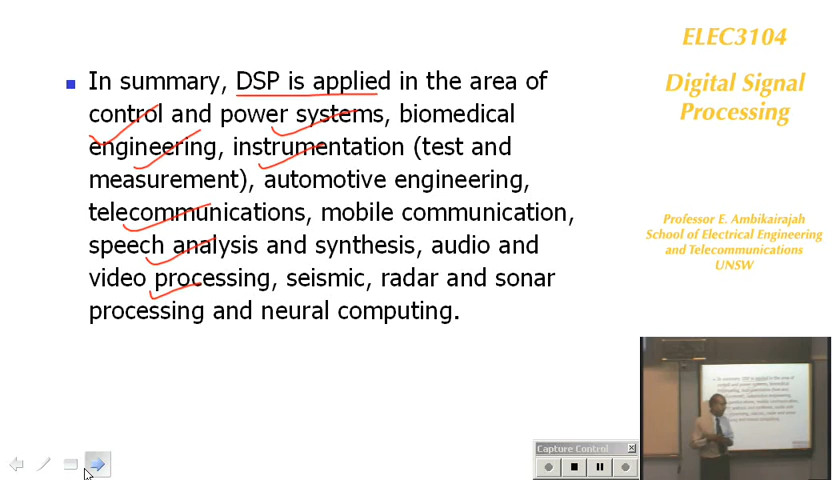 In summary, DSP is applied in the area of
control and power systems, biomedical
engineering, instrumentation (test and
measurement), automotive engineering,
telecommunications, mobile communication,
speech analysis and synthesis, audio and
video processing, seismic, radar and sonar
processing and neural computing.
ELEC3104
Digital Signal
Processing
Professor E. Ambikairajah
School of Electrical Engineering
and Telecommunications
UNSW
Capture Control